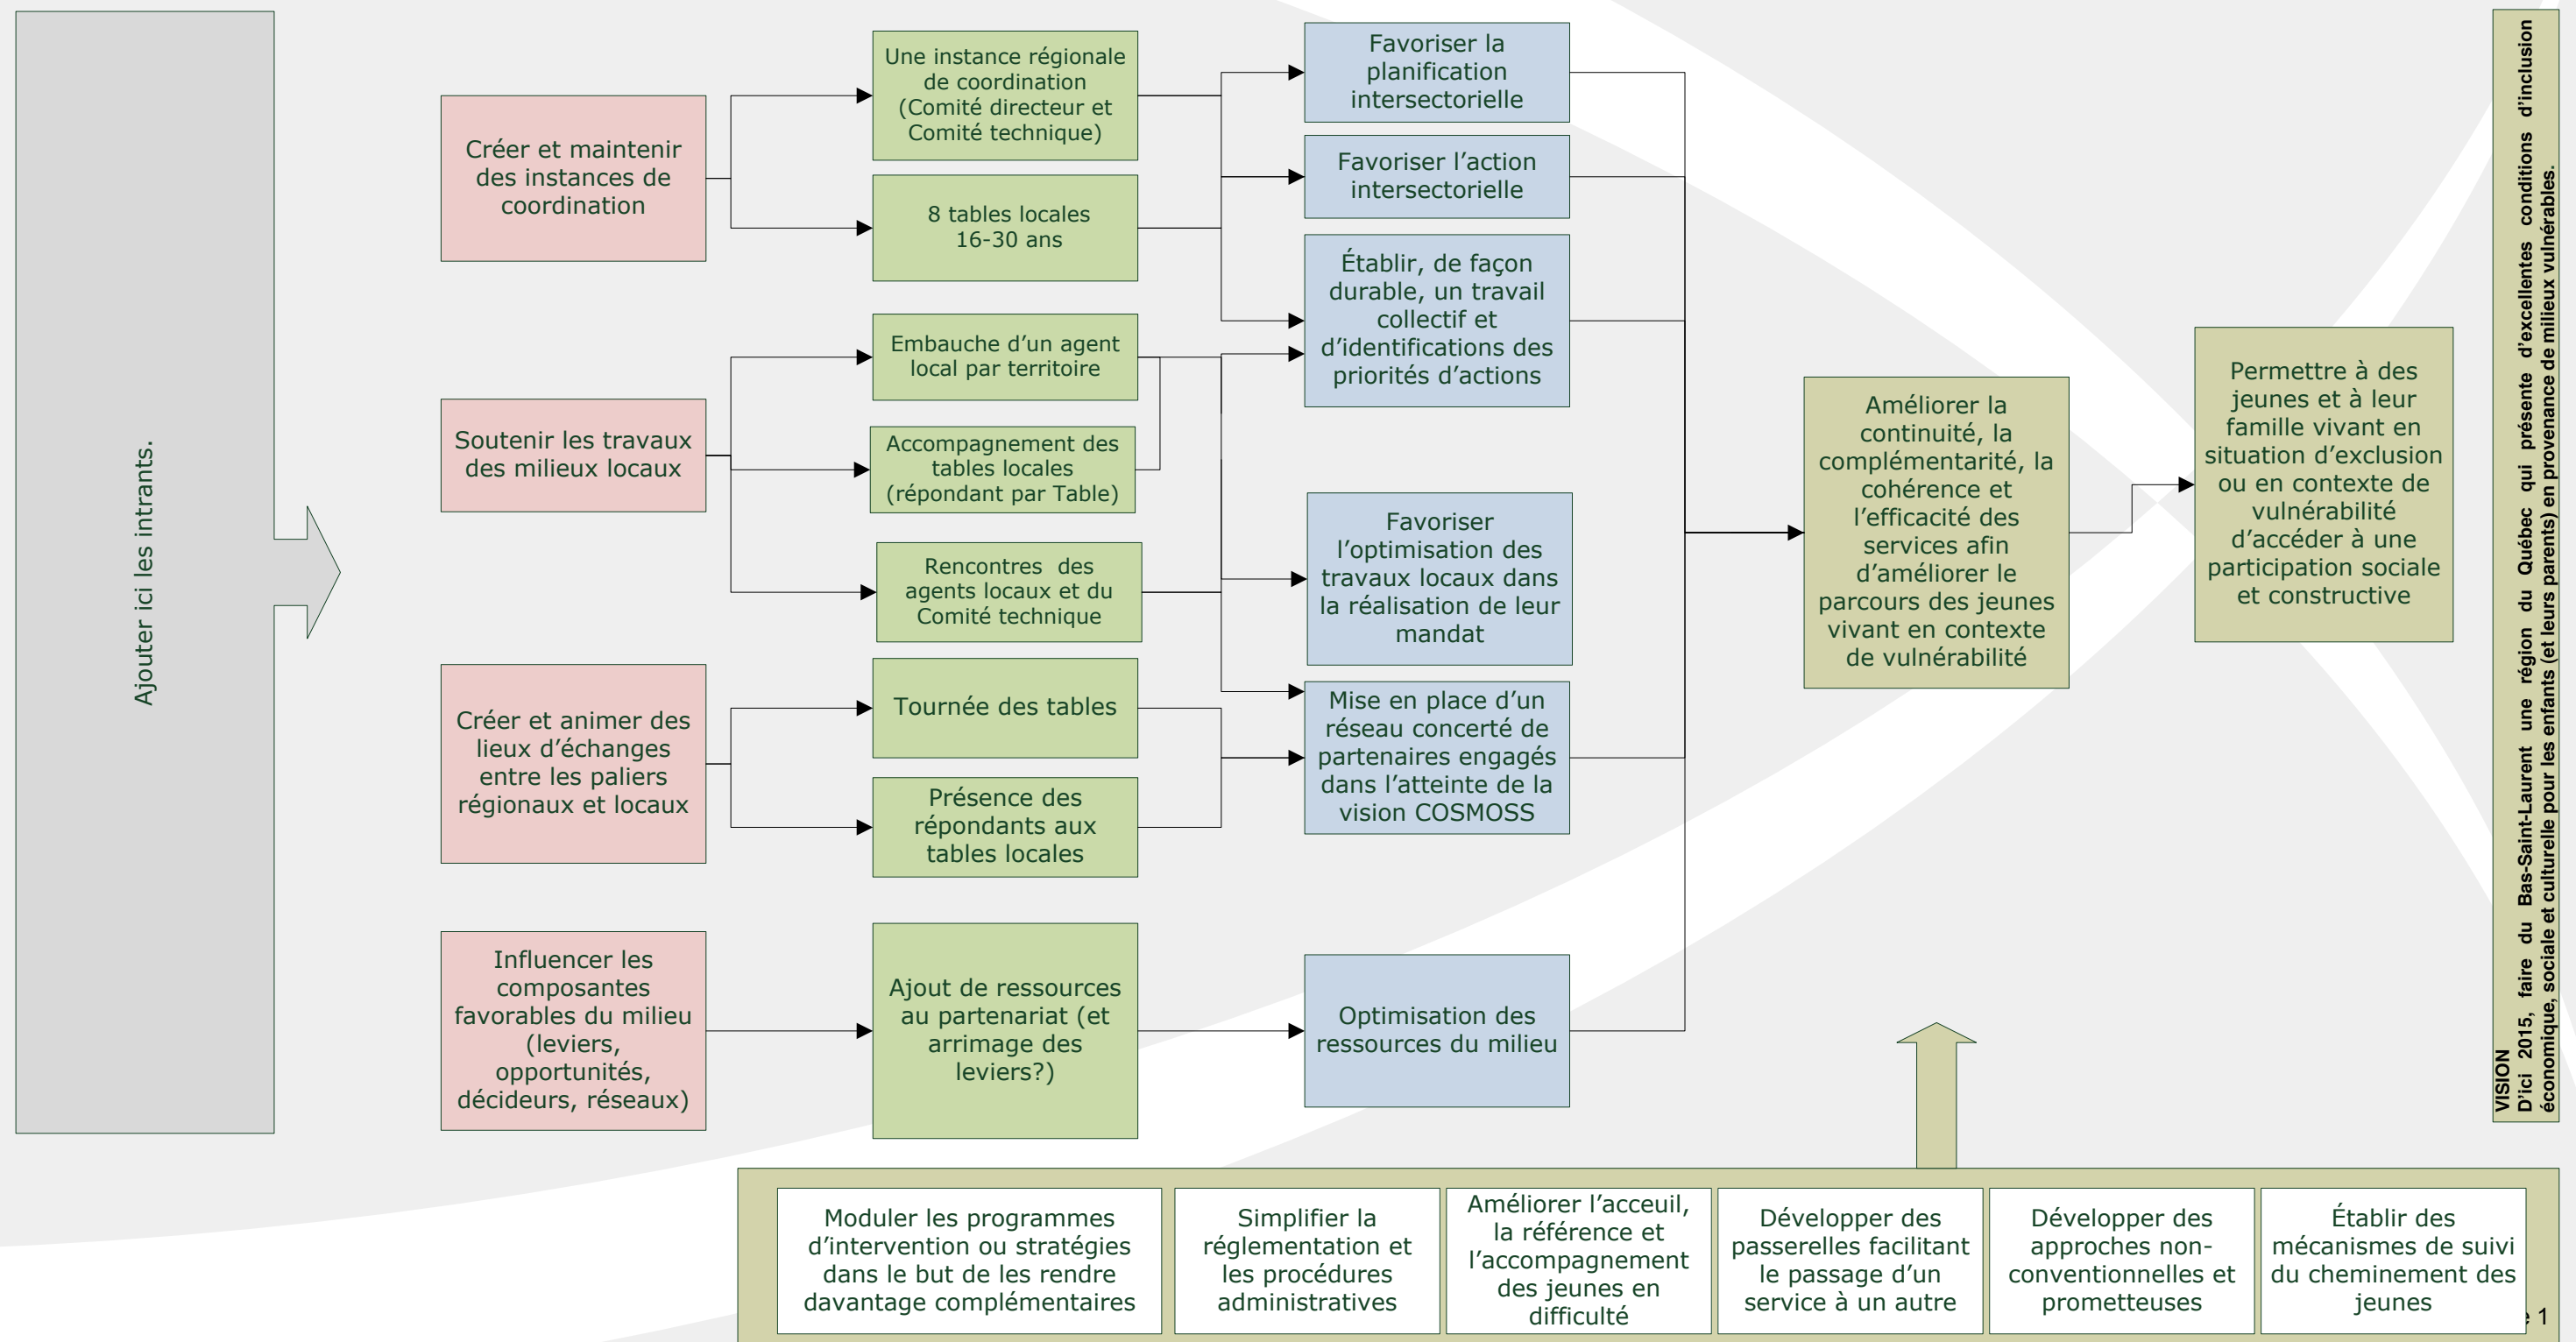 Ajouter ici les intrants.
Créer et maintenir
des instances de
coordination
Soutenir les travaux
des milieux locaux
Créer et animer des
lieux d’échanges
entre les paliers
régionaux et locaux
Influencer les
composantes
favorables du milieu
(leviers,
opportunités,
décideurs, réseaux)
Une instance régionale
de coordination
(Comité directeur et
Comité technique)
8 tables locales
16-30 ans
Embauche d’un agent
local par territoire
Accompagnement des
tables locales
(répondant par Table)
Rencontres des
agents locaux et du
Comité technique
Tournée des tables
Présence des
répondants aux
tables locales
Ajout de ressources
au partenariat (et
arrimage des
leviers?)
Favoriser la
planification
intersectorielle
Favoriser l’action
intersectorielle
Établir, de façon
durable, un travail
collectif et
d’identifications des
priorités d’actions
Favoriser
l’optimisation des
travaux locaux dans
la réalisation de leur
mandat
Mise en place d’un
réseau concerté de
partenaires engagés
dans l’atteinte de la
vision COSMOSS
Optimisation des
ressources du milieu
Améliorer la
continuité, la
complémentarité, la
cohérence et
l’efficacité des
services afin
d’améliorer le
parcours des jeunes
vivant en contexte
de vulnérabilité
Permettre à des
jeunes et à leur
famille vivant en
situation d’exclusion
ou en contexte de
vulnérabilité
d’accéder à une
participation sociale
et constructive
VISION
D’ici 2015, faire du Bas-Saint-Laurent une région du Québec qui présente d’excellentes conditions d’inclusion
économique, sociale et culturelle pour les enfants (et leurs parents) en provenance de milieux vulnérables.
Moduler les programmes
d’intervention ou stratégies
dans le but de les rendre
davantage complémentaires
Simplifier la
réglementation et
les procédures
administratives
Améliorer l’acceuil,
la référence et
l’accompagnement
des jeunes en
difficulté
Développer des
passerelles facilitant
le passage d’un
service à un autre
Développer des
approches non-
conventionnelles et
prometteuses
Établir des
mécanismes de suivi
du cheminement des
jeunes
1